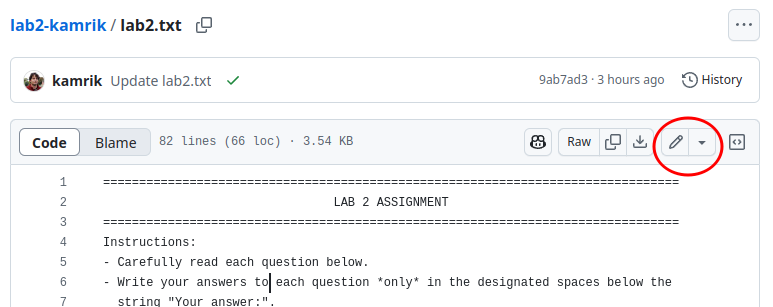 lab2-kamrik / lab2.txt
kamrik Update lab2.txt 9ab7ad3 · 3 hours ago History
Code Blame 82 lines (66 loc) · 3.54 KB Raw
1 ================================================================================
2 LAB 2 ASSIGNMENT
3 ================================================================================
4 Instructions:
5 - Carefully read each question below.
6 - Write your answers to each question *only* in the designated spaces below the
7 string "Your answer:".